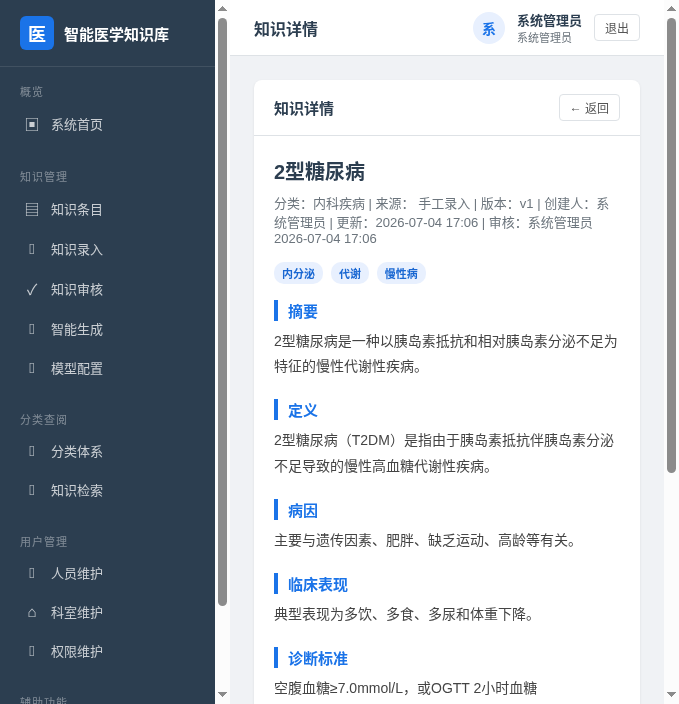 医 智能医学知识库
概览
系统首页
知识管理
知识条目
知识录入
✓ 知识审核
智能生成
模型配置
分类查阅
分类体系
知识检索
用户管理
人员维护
科室维护
权限维护
辅助功能
知识详情
系 系统管理员
系统管理员
退出
知识详情
← 返回
2型糖尿病
分类：内科疾病 | 来源： 手工录入 | 版本：v1 | 创建人：系
统管理员 | 更新：2026-07-04 17:06 | 审核：系统管理员
2026-07-04 17:06
内分泌 代谢 慢性病
摘要
2型糖尿病是一种以胰岛素抵抗和相对胰岛素分泌不足为
特征的慢性代谢性疾病。
定义
2型糖尿病（T2DM）是指由于胰岛素抵抗伴胰岛素分泌
不足导致的慢性高血糖代谢性疾病。
病因
主要与遗传因素、肥胖、缺乏运动、高龄等有关。
临床表现
典型表现为多饮、多食、多尿和体重下降。
诊断标准
空腹血糖≥7.0mmol/L，或OGTT 2小时血糖